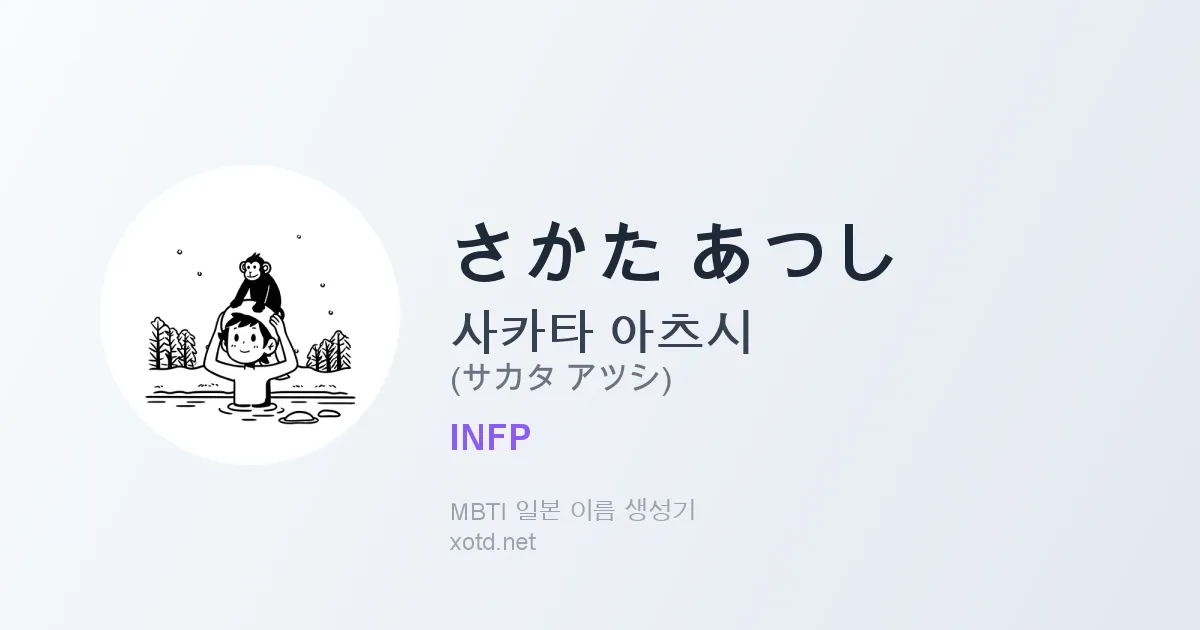 さかた あつし
사카타 아츠시
(サカタ アツシ)
INFP
MBTI 일본 이름 생성기
xotd.net